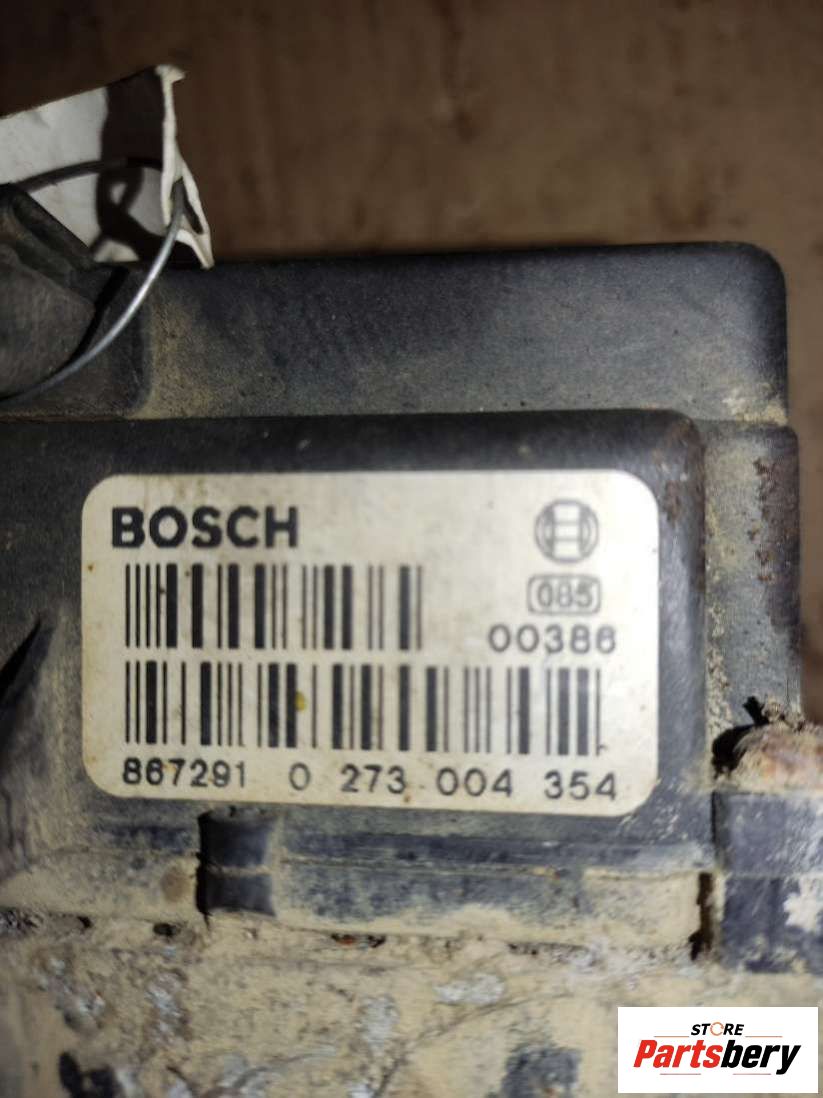 BOSCH
085
00386
867291 0 273 004 354
STORE
Partsbery